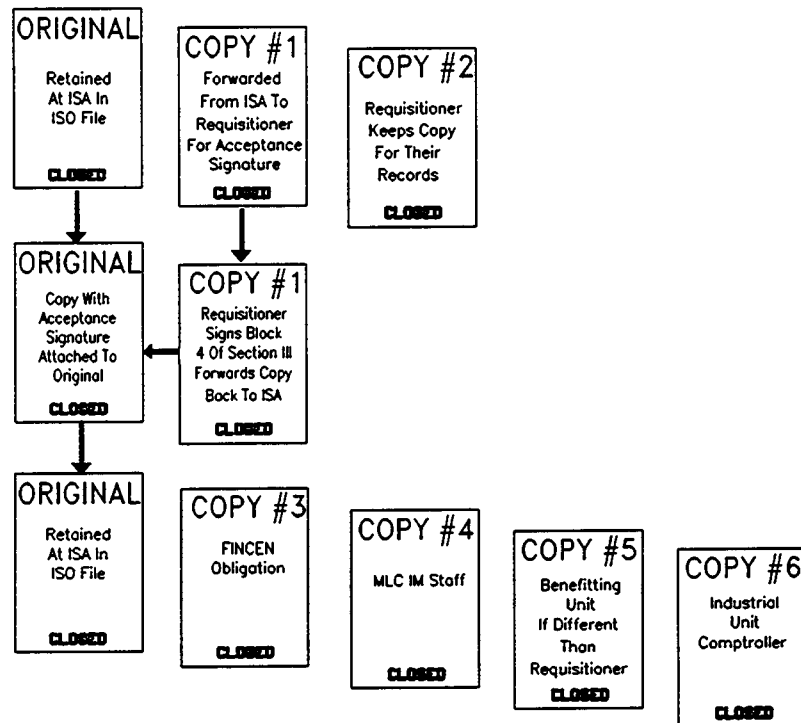 ORIGINAL
Retained
At ISA In
ISO File
CLOSED
COPY #1
Forwarded
From ISA To
Requisitioner
For Acceptance
Signature
CLOSED
COPY #2
Requisitioner
Keeps Copy
For Their
Records
CLOSED
ORIGINAL
Copy With
Acceptance
Signature
Attached To
Original
CLOSED
COPY #1
Requisitioner
Signs Block
4 Of Section III
Forwards Copy
Back To ISA
CLOSED
ORIGINAL
Retained
At ISA In
ISO File
CLOSED
COPY #3
FINCEN
Obligation
CLOSED
COPY #4
MLC IM Staff
CLOSED
COPY #5
Benefitting
Unit
If Different
Than
Requisitioner
CLOSED
COPY #6
Industrial
Unit
Comptroller
CLOSED